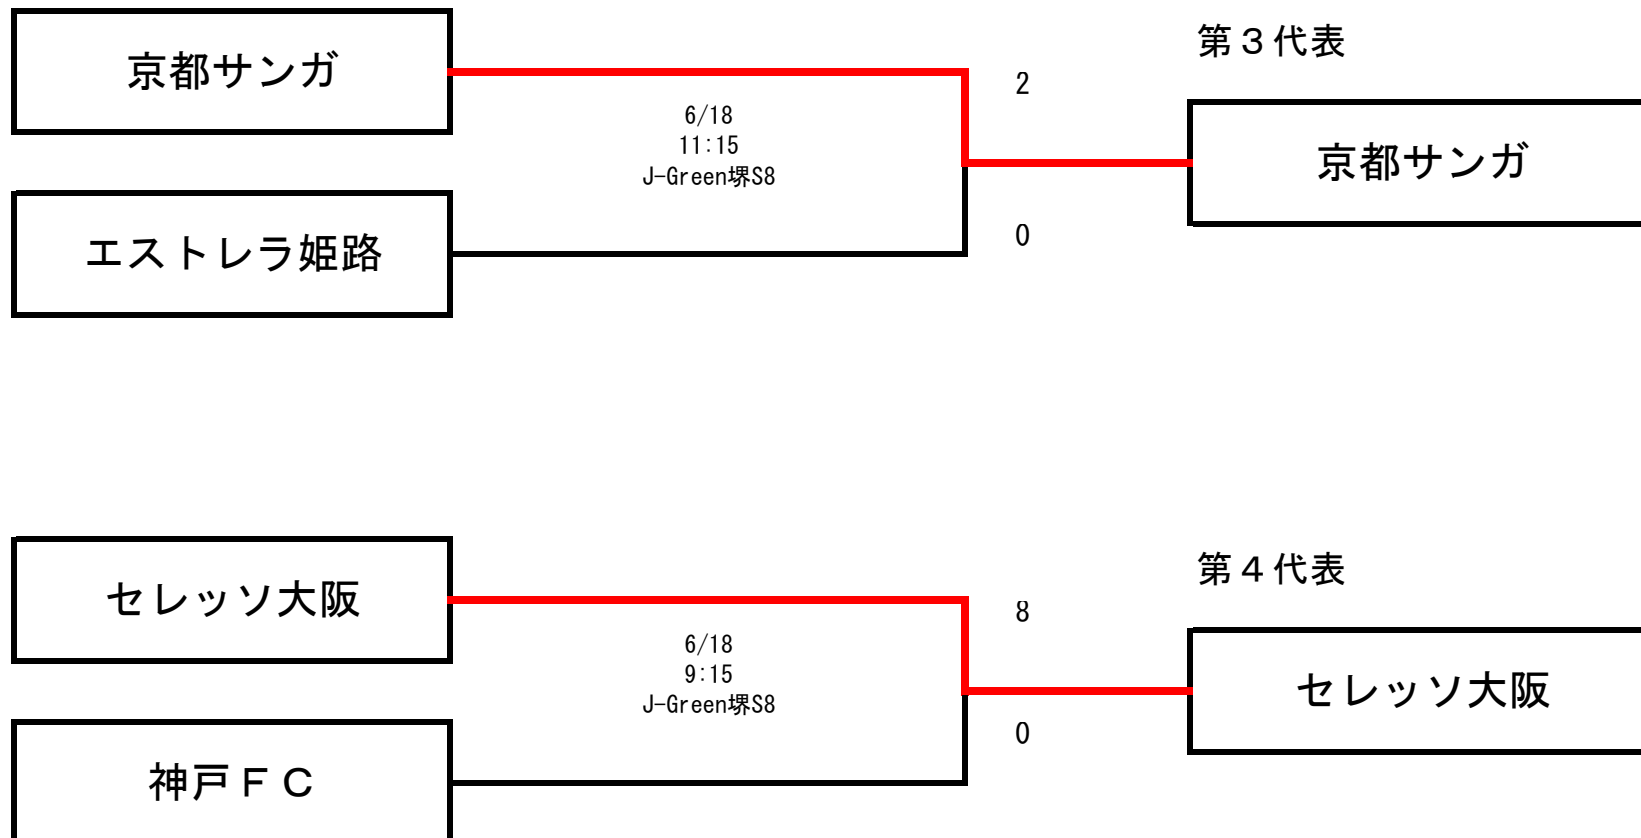 京都サンガ
6/18
11:15
J-Green堺S8
エストレラ姫路
2
0
第３代表
京都サンガ
セレッソ大阪
6/18
9:15
J-Green堺S8
神戸ＦＣ
8
0
第４代表
セレッソ大阪